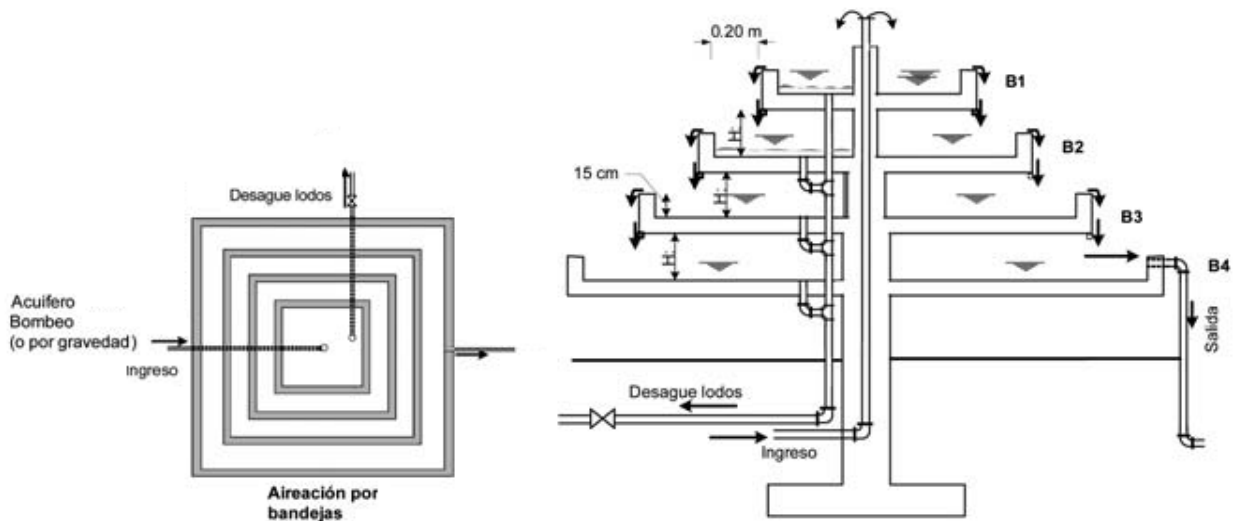 Desague lodos
Acuifero
Bombeo
(o por gravedad)
Ingreso
Aireación por
bandejas
0.20 m
B1
H:
B2
15 cm
H:
B3
H:
B4
Salida
Desague lodos
Ingreso